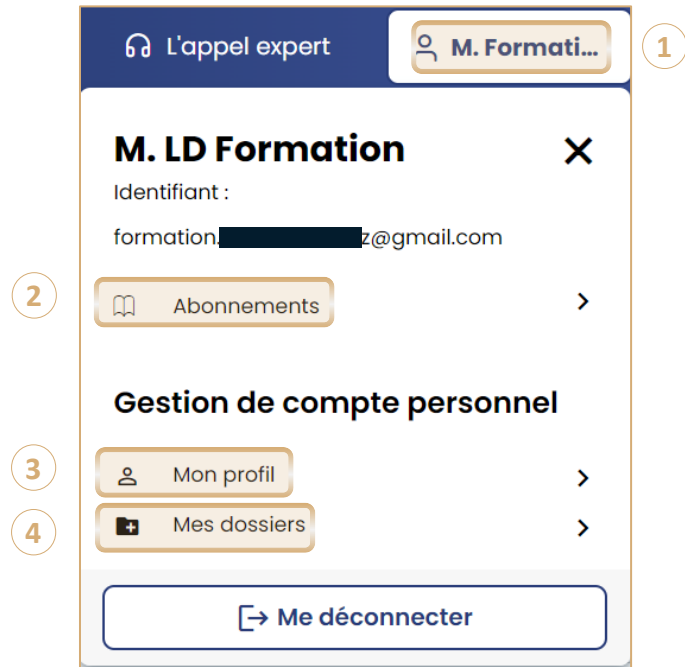 L'appel expert
M. Formati...
1
M. LD Formation
Identifiant :
formation. z@gmail.com
2
Abonnements
Gestion de compte personnel
3
Mon profil
4
Mes dossiers
Me déconnecter